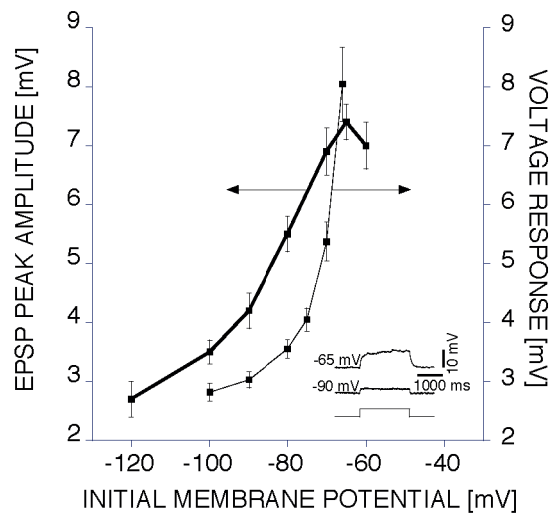 EPSP PEAK AMPLITUDE [mV]
9
8
7
6
5
4
3
2
9
8
7
6
5
4
3
2
VOLTAGE RESPONSE [mV]
-65 mV
10 mV
-90 mV
1000 ms
-120 -100 -80 -60 -40
INITIAL MEMBRANE POTENTIAL [mV]